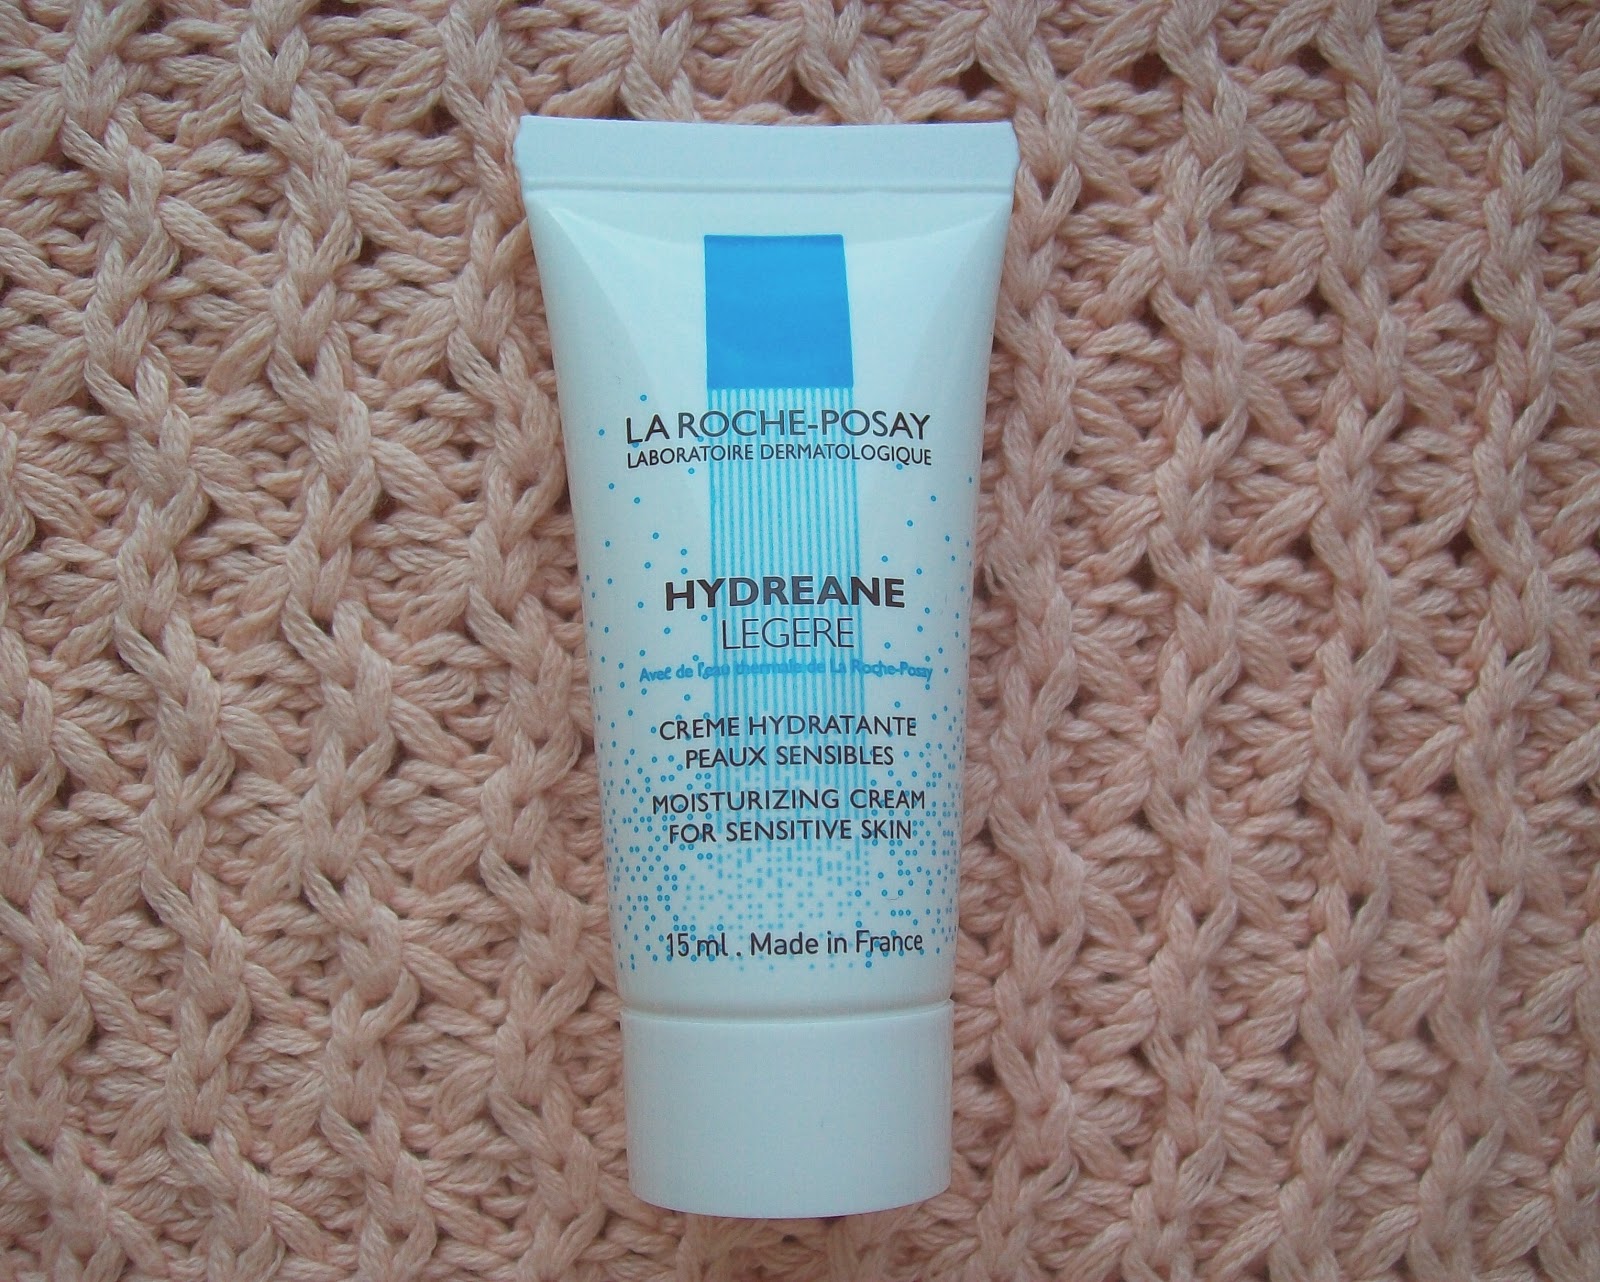 LA ROCHE-POSAY
LABORATOIRE DERMATOLOGIQUE
HYDREANE
LEGERE
Avec de l'eau thermale de La Roche-Posay
CREME HYDRATANTE
PEAUX SENSIBLES
MOISTURIZING CREAM
FOR SENSITIVE SKIN
15 ml . Made in France